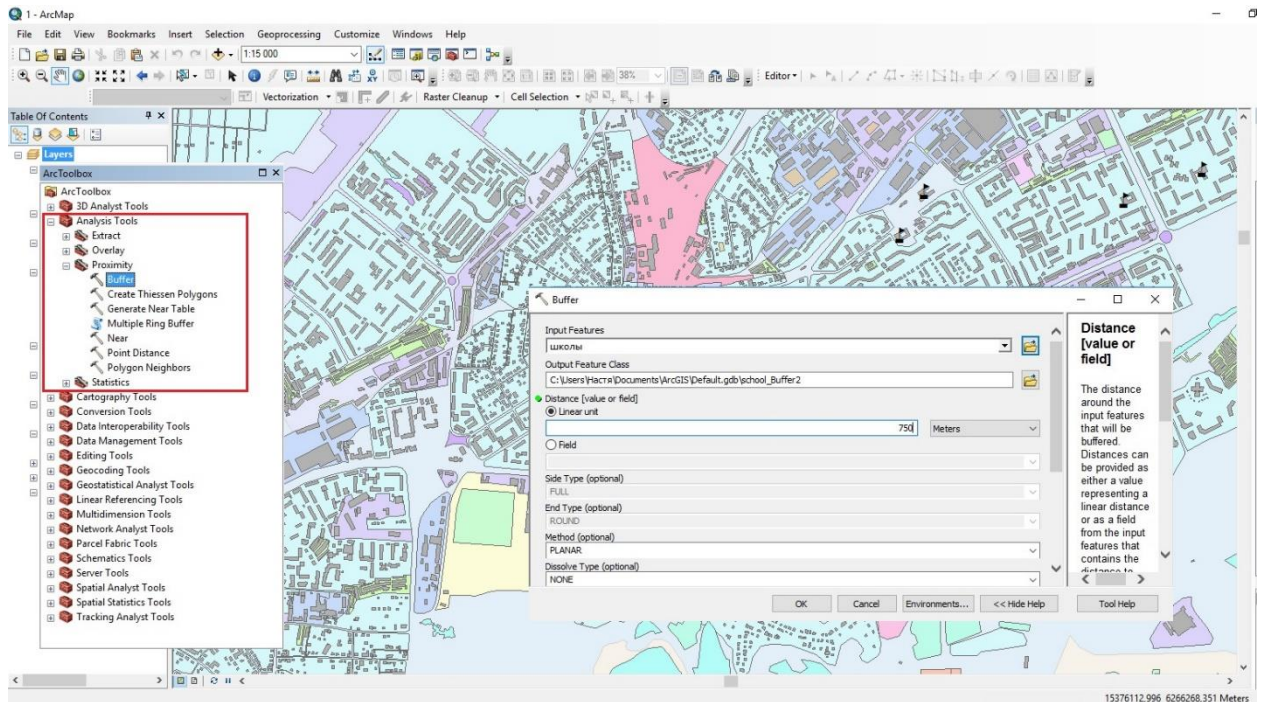 1 - ArcMap
File Edit View Bookmarks Insert Selection Geoprocessing Customize Windows Help
1:15 000
38% Editor
Vectorization Raster Cleanup Cell Selection
Table Of Contents
Layers
ArcToolbox
ArcToolbox
3D Analyst Tools
Analysis Tools
Extract
Overlay
Proximity
Buffer
Create Thiessen Polygons
Generate Near Table
Multiple Ring Buffer
Near
Point Distance
Polygon Neighbors
Statistics
Cartography Tools
Conversion Tools
Data Interoperability Tools
Data Management Tools
Editing Tools
Geocoding Tools
Geostatistical Analyst Tools
Linear Referencing Tools
Multidimension Tools
Network Analyst Tools
Parcel Fabric Tools
Schematics Tools
Server Tools
Spatial Analyst Tools
Spatial Statistics Tools
Tracking Analyst Tools
Buffer
Input Features
школы
Output Feature Class
C:\Users\Настя\Documents\ArcGIS\Default.gdb\school_Buffer2
Distance [value or field]
Linear unit
750 Meters
Field
Side Type (optional)
FULL
End Type (optional)
ROUND
Method (optional)
PLANAR
Dissolve Type (optional)
NONE
OK Cancel Environments... << Hide Help Tool Help
Distance
[value or
field]
The distance
around the
input features
that will be
buffered.
Distances can
be provided as
either a value
representing a
linear distance
or as a field
from the input
features that
contains the
distance to
15376112,996 6266268,351 Meters